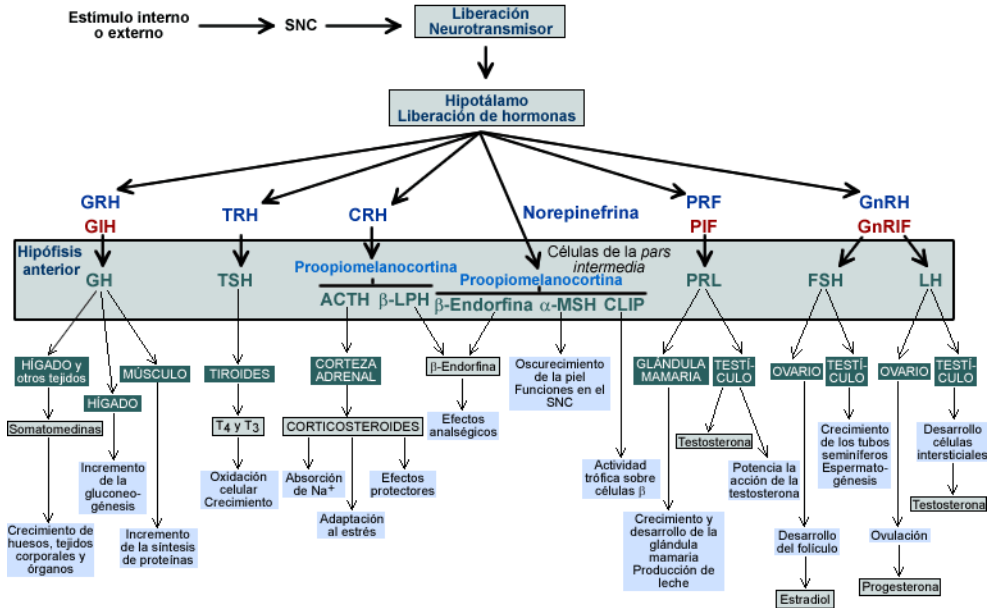 Estímulo interno
o externo
SNC
Liberación
Neurotransmisor
Hipotálamo
Liberación de hormonas
GRH
GIH
TRH
CRH
Norepinefrina
PRF
PIF
GnRH
GnRIF
Hipófisis
anterior
GH
TSH
Proopiomelanocortina
ACTH β-LPH
Células de la pars
intermedia
Proopiomelanocortina
β-Endorfina α-MSH CLIP
PRL
FSH
LH
HÍGADO y
otros tejidos
Somatomedinas
Crecimiento de
huesos, tejidos
corporales y
órganos
HÍGADO
Incremento
de la
gluconeo-
génesis
MÚSCULO
Incremento
de la síntesis
de proteínas
TIROIDES
T4 y T3
Oxidación
celular
Crecimiento
CORTEZA
ADRENAL
CORTICOSTEROIDES
Absorción
de Na+
Adaptación
al estrés
Efectos
protectores
β-Endorfina
Efectos
analségicos
Oscurecimiento
de la piel
Funciones en el
SNC
Actividad
trófica sobre
células β
GLÁNDULA
MAMARIA
Crecimiento y
desarrollo de la
glándula
mamaria
Producción de
leche
TESTÍ-
CULO
Testosterona
Potencia la
acción de la
testosterona
OVARIO
Desarrollo
del folículo
Estradiol
TESTÍ-
CULO
Crecimiento
de los tubos
seminíferos
Espermato-
génesis
OVARIO
Ovulación
Progesterona
TESTÍ-
CULO
Desarrollo
células
intersticiales
Testosterona